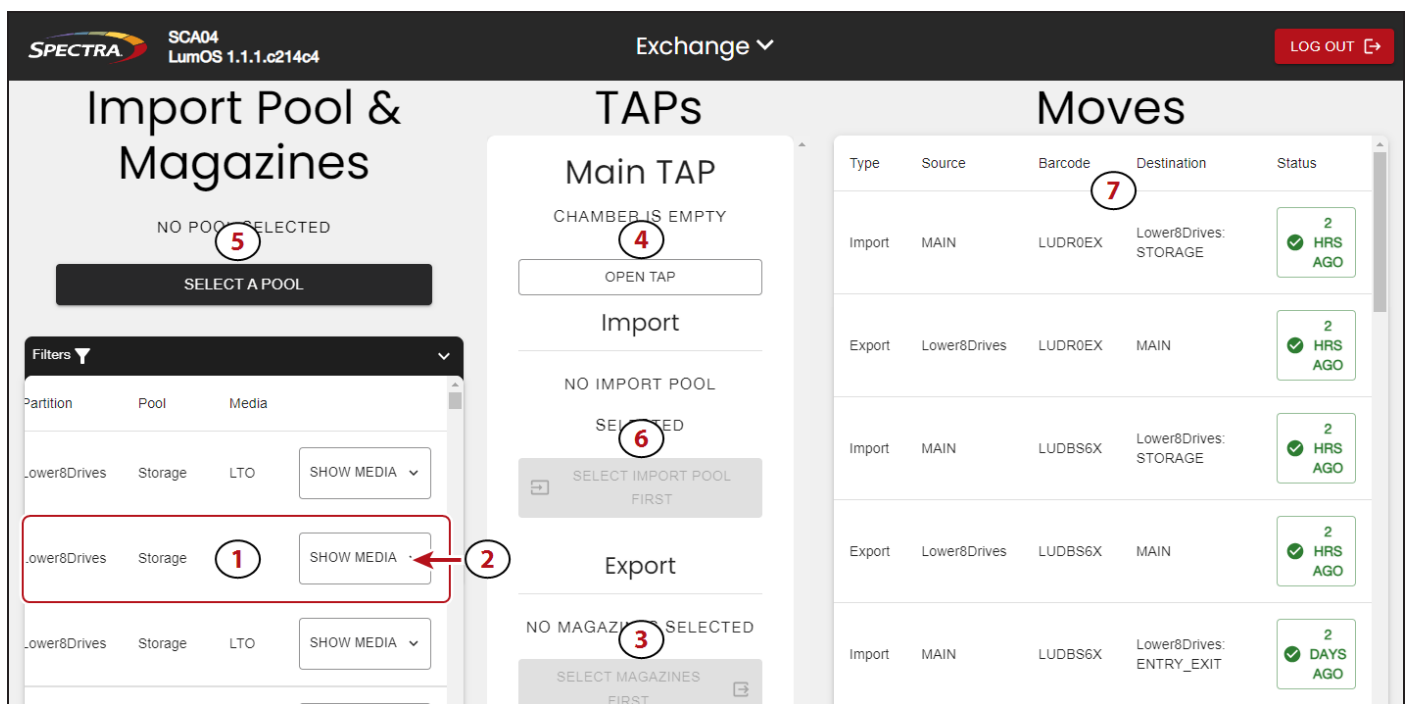 SPECTRA
SCA04
LumOS 1.1.1.c214c4
Exchange
LOG OUT
Import Pool &
Magazines
NO POOL SELECTED
5
SELECT A POOL
Filters
Partition Pool Media
Lower8Drives Storage LTO SHOW MEDIA
Lower8Drives Storage 1 SHOW MEDIA 2
Lower8Drives Storage LTO SHOW MEDIA
TAPs
Main TAP
CHAMBER IS EMPTY
4
OPEN TAP
Import
NO IMPORT POOL
SELECTED
6
SELECT IMPORT POOL
FIRST
Export
NO MAGAZINES SELECTED
3
SELECT MAGAZINES
FIRST
Moves
Type Source Barcode Destination Status
7
Import MAIN LUDR0EX Lower8Drives: STORAGE 2 HRS AGO
Export Lower8Drives LUDR0EX MAIN 2 HRS AGO
Import MAIN LUDBS6X Lower8Drives: STORAGE 2 HRS AGO
Export Lower8Drives LUDBS6X MAIN 2 HRS AGO
Import MAIN LUDBS6X Lower8Drives: ENTRY_EXIT 2 DAYS AGO